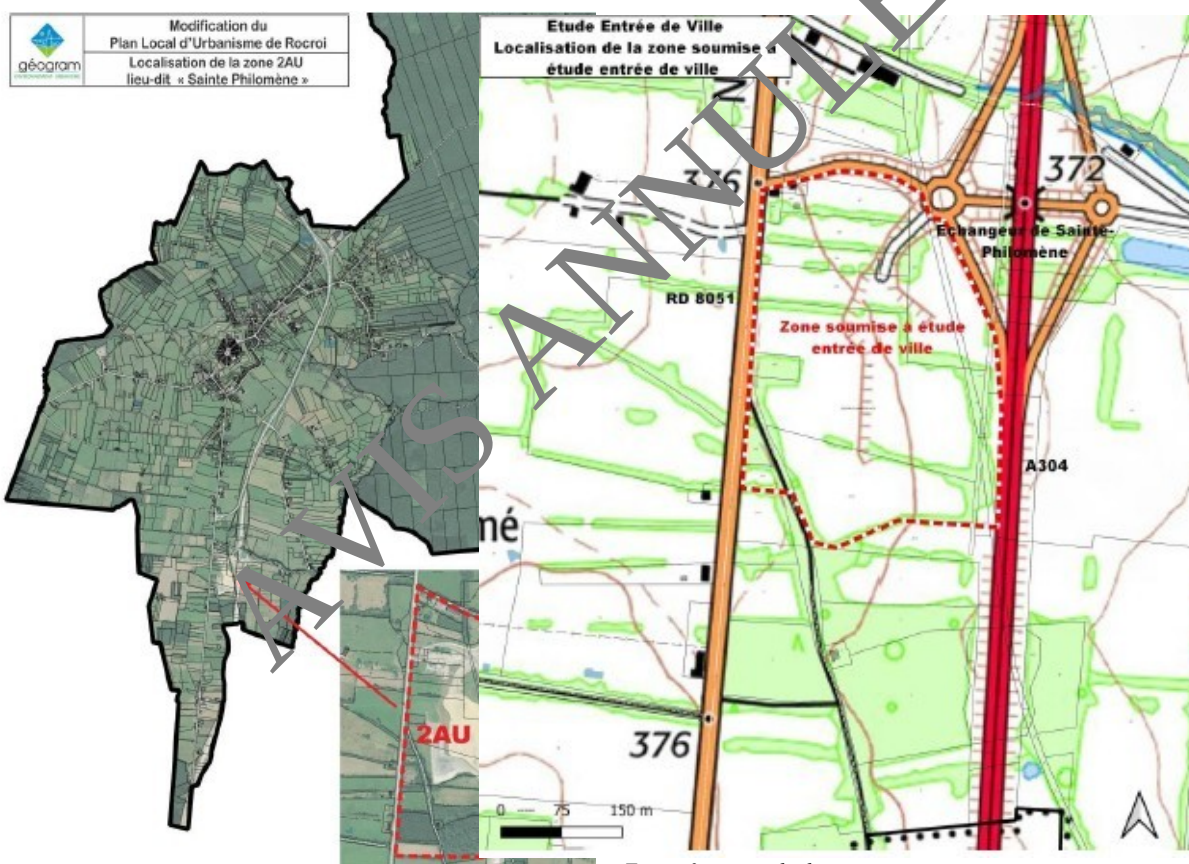 géogram
Modification du
Plan Local d'Urbanisme de Rocroi
Localisation de la zone 2AU
lieu-dit « Sainte Philomène »
Etude Entrée de Ville
Localisation de la zone soumise à
étude entrée de ville
AVIS ANNULÉ
N
376
372
Echangeur de Sainte-
Philomène
RD 8051
Zone soumise à étude
entrée de ville
A304
mé
2AU
376
0 75 150 m